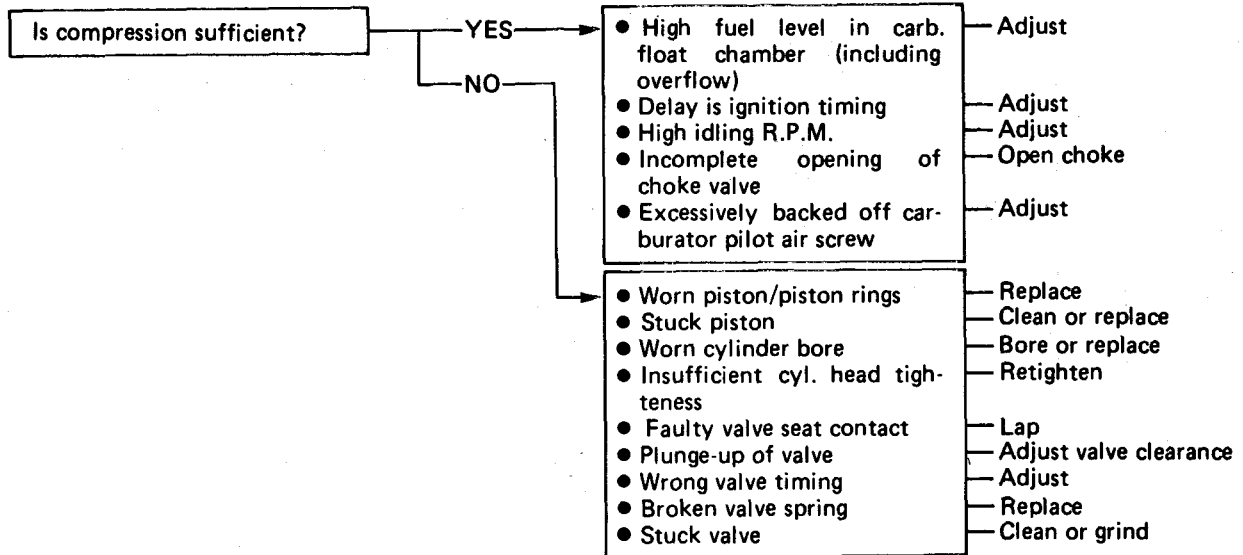 Is compression sufficient?
YES
NO
● High fuel level in carb.
float chamber (including
overflow)
● Delay is ignition timing
● High idling R.P.M.
● Incomplete opening of
choke valve
● Excessively backed off car-
burator pilot air screw
Adjust
Adjust
Adjust
Open choke
Adjust
● Worn piston/piston rings
● Stuck piston
● Worn cylinder bore
● Insufficient cyl. head tigh-
teness
● Faulty valve seat contact
● Plunge-up of valve
● Wrong valve timing
● Broken valve spring
● Stuck valve
Replace
Clean or replace
Bore or replace
Retighten
Lap
Adjust valve clearance
Adjust
Replace
Clean or grind